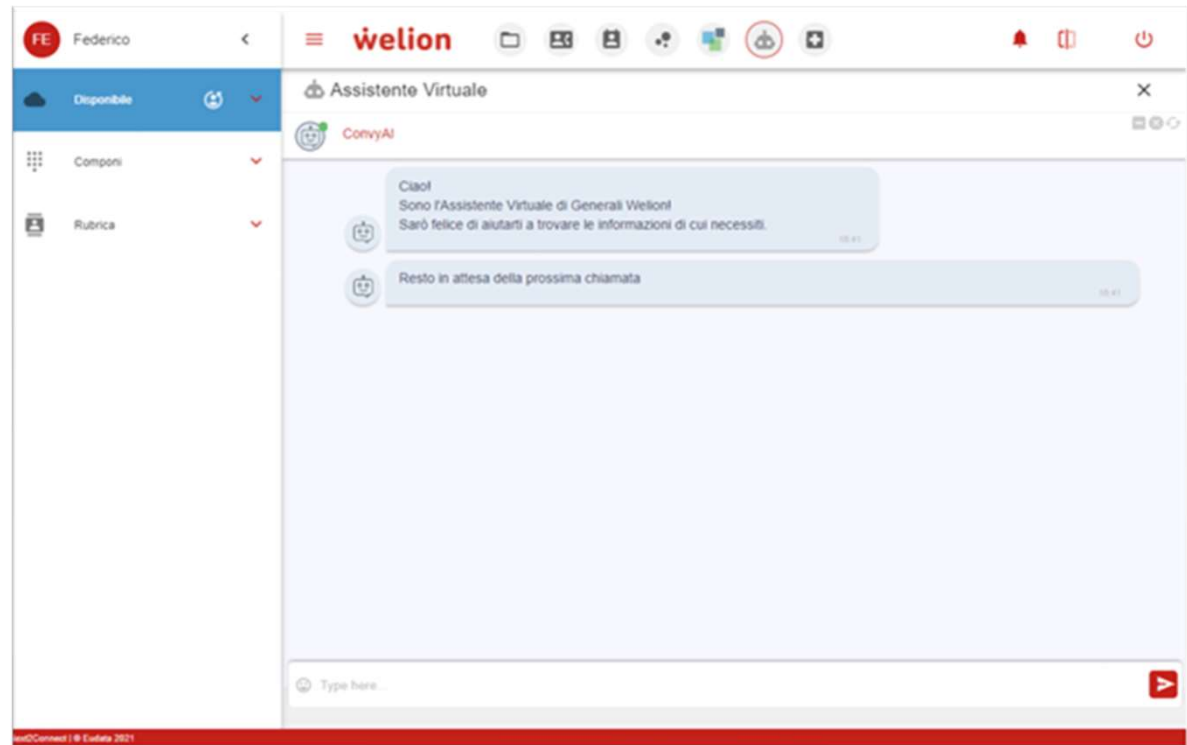 FE Federico
welion
Disponibile
Componi
Rubrica
Assistente Virtuale
ConvyAI
Ciao!
Sono l'Assistente Virtuale di Generali Welion!
Sarò felice di aiutarti a trovare le informazioni di cui necessiti.
Resto in attesa della prossima chiamata
Type here...
| © Eudata 2021